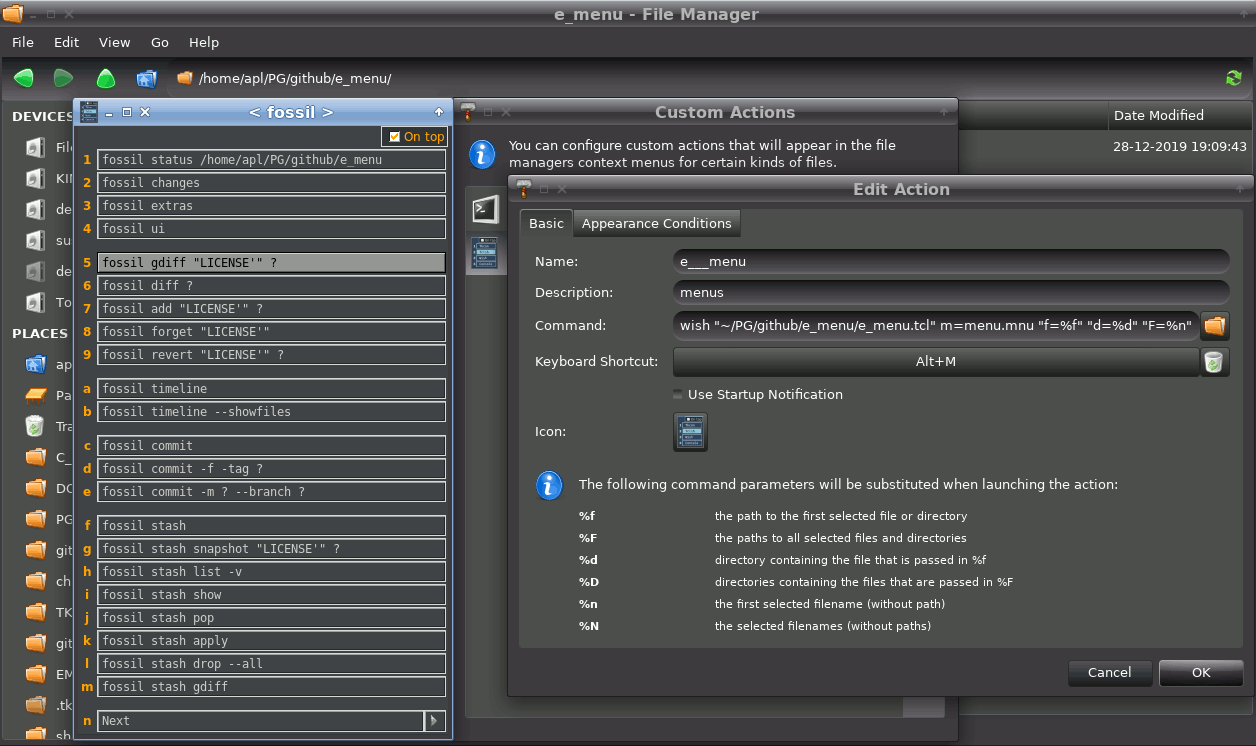 e_menu - File Manager
File Edit View Go Help
/home/apl/PG/github/e_menu/
DEVICES
Fil
KI
de
su
de
To
PLACES
ap
Pa
Tra
C_
DC
PG
git
ch
TK
git
EM
.tk
sh
< fossil >
On top
1 fossil status /home/apl/PG/github/e_menu
2 fossil changes
3 fossil extras
4 fossil ui
5 fossil gdiff "LICENSE'" ?
6 fossil diff ?
7 fossil add "LICENSE'" ?
8 fossil forget "LICENSE'"
9 fossil revert "LICENSE'" ?
a fossil timeline
b fossil timeline --showfiles
c fossil commit
d fossil commit -f -tag ?
e fossil commit -m ? --branch ?
f fossil stash
g fossil stash snapshot "LICENSE'" ?
h fossil stash list -v
i fossil stash show
j fossil stash pop
k fossil stash apply
l fossil stash drop --all
m fossil stash gdiff
n Next
Custom Actions
You can configure custom actions that will appear in the file
managers context menus for certain kinds of files.
Date Modified
28-12-2019 19:09:43
Edit Action
Basic Appearance Conditions
Name: e___menu
Description: menus
Command: wish "~/PG/github/e_menu/e_menu.tcl" m=menu.mnu "f=%f" "d=%d" "F=%n"
Keyboard Shortcut: Alt+M
Use Startup Notification
Icon:
The following command parameters will be substituted when launching the action:
%f the path to the first selected file or directory
%F the paths to all selected files and directories
%d directory containing the file that is passed in %f
%D directories containing the files that are passed in %F
%n the first selected filename (without path)
%N the selected filenames (without paths)
Cancel OK